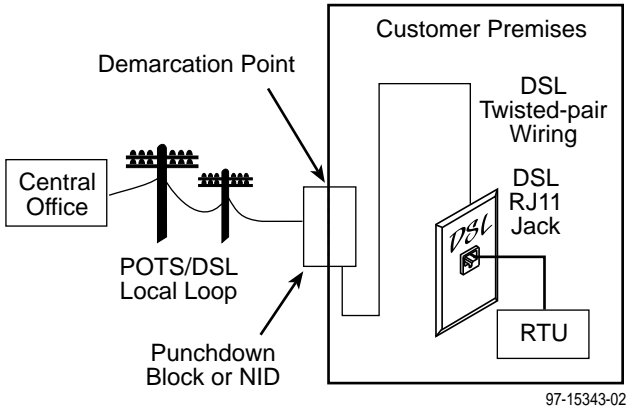 Customer Premises
Demarcation Point
DSL
Twisted-pair
Wiring
Central
Office
DSL
RJ11
Jack
DSL
POTS/DSL
Local Loop
RTU
Punchdown
Block or NID
97-15343-02